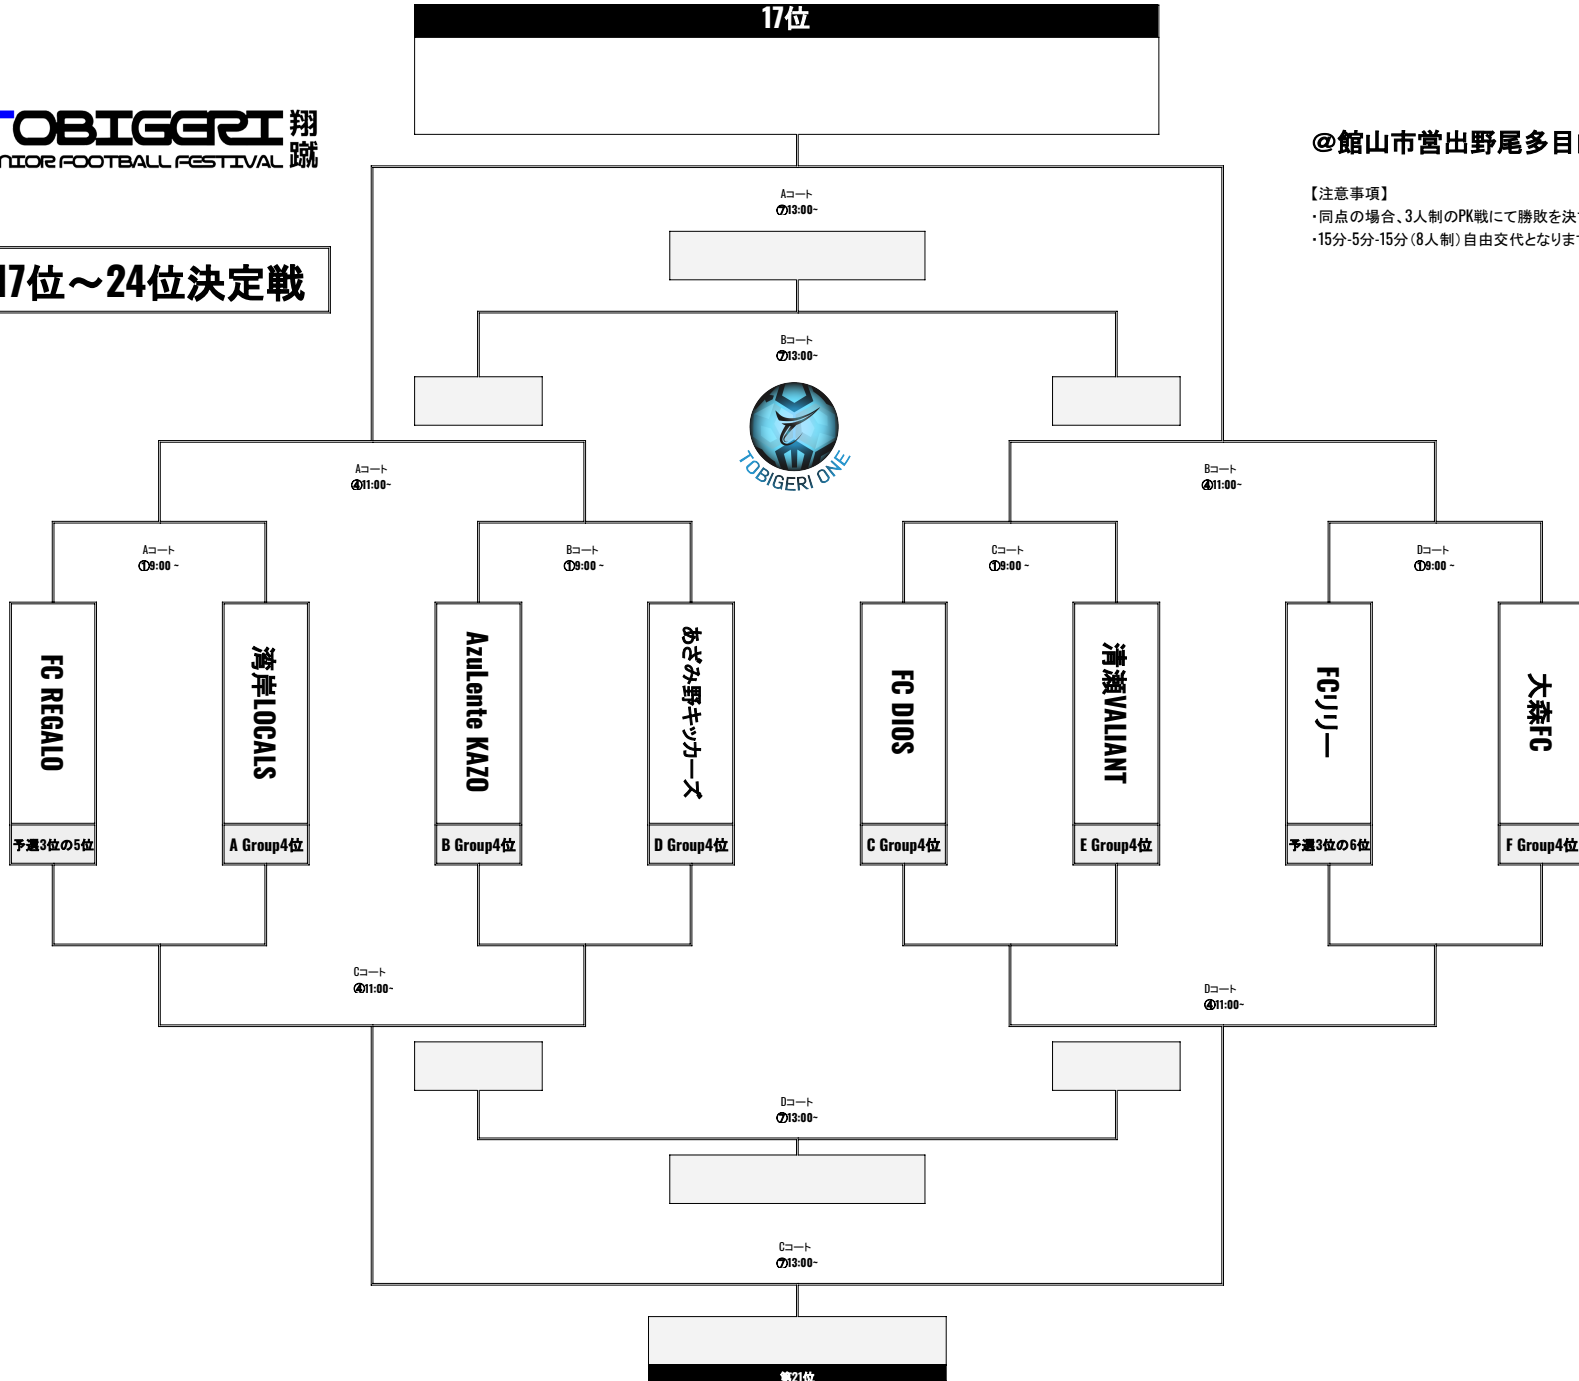 17位
TOBIGERI 翔蹴
NIOR FOOTBALL FESTIVAL
@館山市営出野尾多目
【注意事項】
・同点の場合、3人制のPK戦にて勝敗を決
・15分-5分-15分（8人制）自由交代となりま
17位～24位決定戦
Aコート
⑦13:00~
Bコート
⑦13:00~
TOBIGERI ONE
Aコート
④11:00~
Bコート
④11:00~
Aコート
①9:00 ~
Bコート
①9:00 ~
Cコート
①9:00 ~
Dコート
①9:00 ~
FC REGALO
湾岸LOCALS
AzuLente KAZO
あざみ野キッカーズ
FC DIOS
清瀬VALIANT
FCリリー
大森FC
予選3位の5位
A Group4位
B Group4位
D Group4位
C Group4位
E Group4位
予選3位の6位
F Group4位
Cコート
④11:00~
Dコート
④11:00~
Dコート
⑦13:00~
Cコート
⑦13:00~
第21位